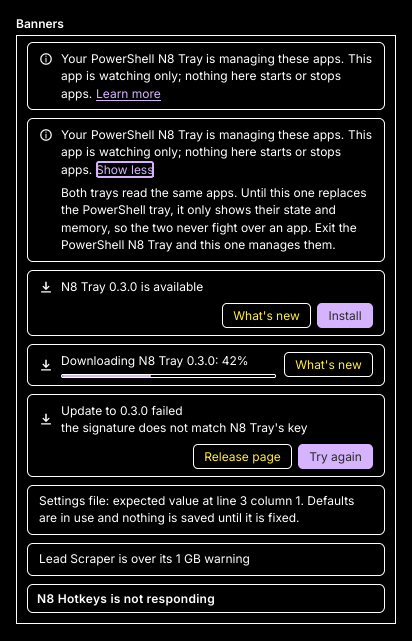 Banners
Your PowerShell N8 Tray is managing these apps. This
app is watching only; nothing here starts or stops
apps. Learn more
Your PowerShell N8 Tray is managing these apps. This
app is watching only; nothing here starts or stops
apps. Show less
Both trays read the same apps. Until this one replaces
the PowerShell tray, it only shows their state and
memory, so the two never fight over an app. Exit the
PowerShell N8 Tray and this one manages them.
N8 Tray 0.3.0 is available
What's new
Install
Downloading N8 Tray 0.3.0: 42%
What's new
Update to 0.3.0 failed
the signature does not match N8 Tray's key
Release page
Try again
Settings file: expected value at line 3 column 1. Defaults
are in use and nothing is saved until it is fixed.
Lead Scraper is over its 1 GB warning
N8 Hotkeys is not responding